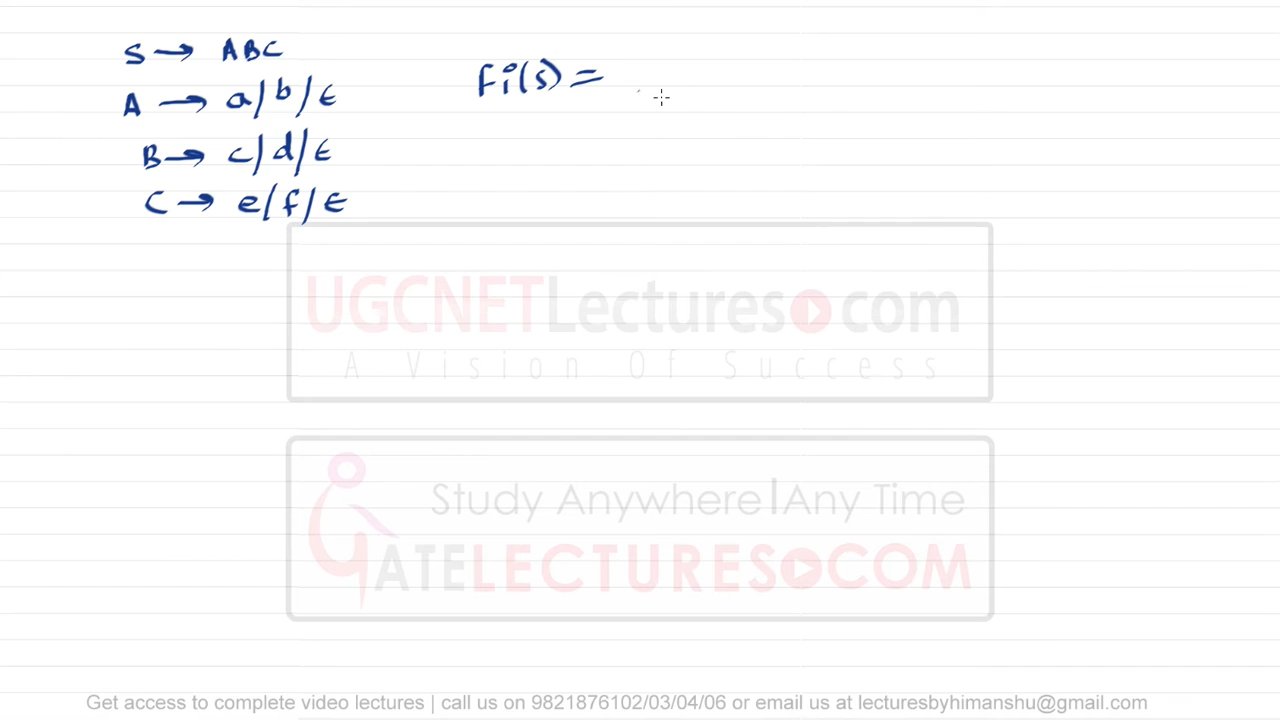 S → ABC
Fi(s) =
A → a/b/ϵ
B → c/d/ϵ
C → e/f/ϵ
UGCNETLectures.com
A Vision Of Success
Study Anywhere|Any Time
GATELECTURES.COM
Get access to complete video lectures | call us on 9821876102/03/04/06 or email us at lecturesbyhimanshu@gmail.com